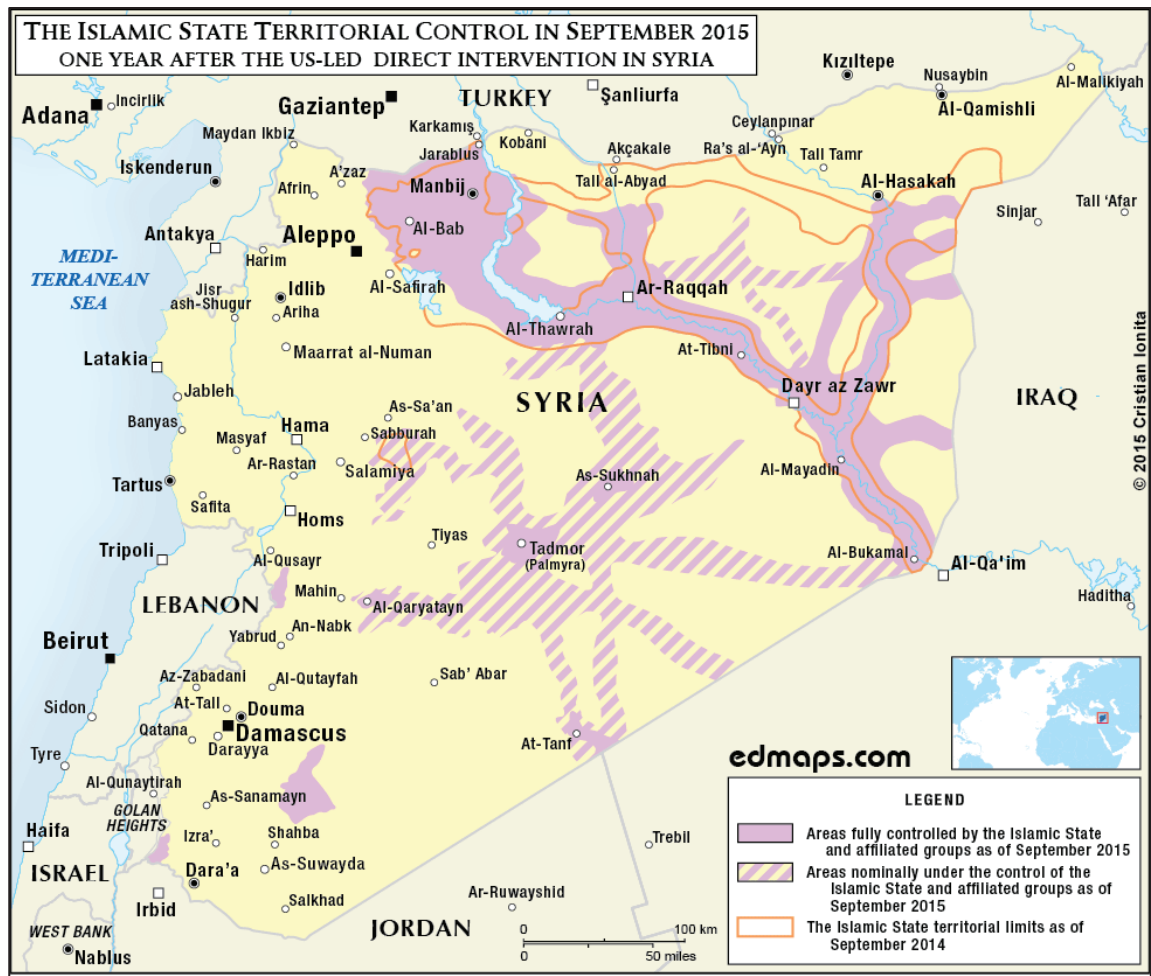 THE ISLAMIC STATE TERRITORIAL CONTROL IN SEPTEMBER 2015
ONE YEAR AFTER THE US-LED DIRECT INTERVENTION IN SYRIA
Adana
Incirlik
Gaziantep
TURKEY
Şanliurfa
Kızıltepe
Nusaybin
Al-Malikiyah
Al-Qamishli
Maydan Ikbiz
Karkamış
Kobani
Ceylanpınar
Jarablus
Akçakale
Ra's al-'Ayn
Tall Tamr
Iskenderun
A'zaz
Afrin
Manbij
Tall al-Abyad
Al-Hasakah
Sinjar
Tall 'Afar
Antakya
Aleppo
Al-Bab
MEDI-
TERRANEAN
SEA
Harim
Jisr
ash-Shugur
Idlib
Ariha
Al-Safirah
Ar-Raqqah
Al-Thawrah
Maarrat al-Numan
At-Tibni
Latakia
Jableh
Banyas
SYRIA
Dayr az Zawr
IRAQ
As-Sa'an
Hama
Sabburah
Masyaf
Ar-Rastan
Salamiya
As-Sukhnah
Al-Mayadin
Tartus
Safita
Homs
Tiyas
Tadmor
(Palmyra)
Tripoli
Al-Qusayr
Al-Bukamal
Al-Qa'im
Haditha
LEBANON
Mahin
Al-Qaryatayn
An-Nabk
Yabrud
Beirut
Az-Zabadani
Al-Qutayfah
Sab' Abar
At-Tall
Douma
Sidon
Qatana
Damascus
Darayya
At-Tanf
Tyre
Al-Qunaytirah
GOLAN
HEIGHTS
As-Sanamayn
Haifa
Izra'
Shahba
As-Suwayda
ISRAEL
Dara'a
Irbid
Salkhad
Trebil
Ar-Ruwayshid
JORDAN
WEST BANK
Nablus
0
100 km
0
50 miles
© 2015 Cristian Ionita
edmaps.com
LEGEND
Areas fully controlled by the Islamic State
and affiliated groups as of September 2015
Areas nominally under the control of the
Islamic State and affiliated groups as of
September 2015
The Islamic State territorial limits as of
September 2014